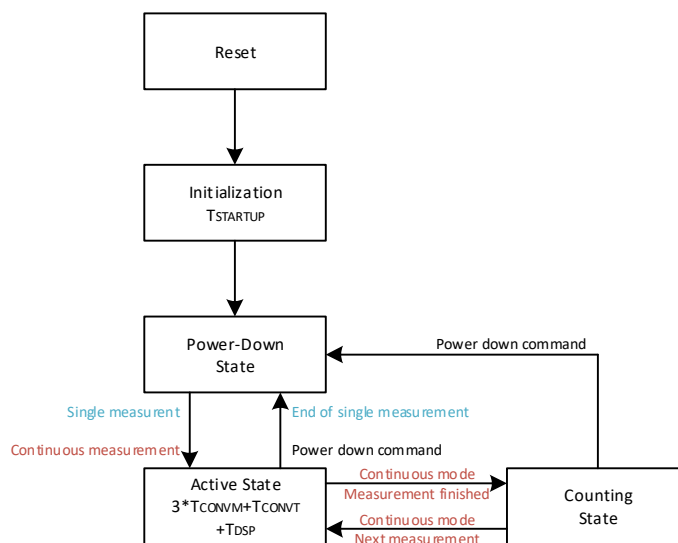 Reset
Initialization
TSTARTUP
Power-Down
State
Power down command
Single measurent
End of single measurement
Continuous measurement
Power down command
Active State
3*TCONVM+TCONVT
+TDSP
Continuous mode
Measurement finished
Continuous mode
Next measurement
Counting
State